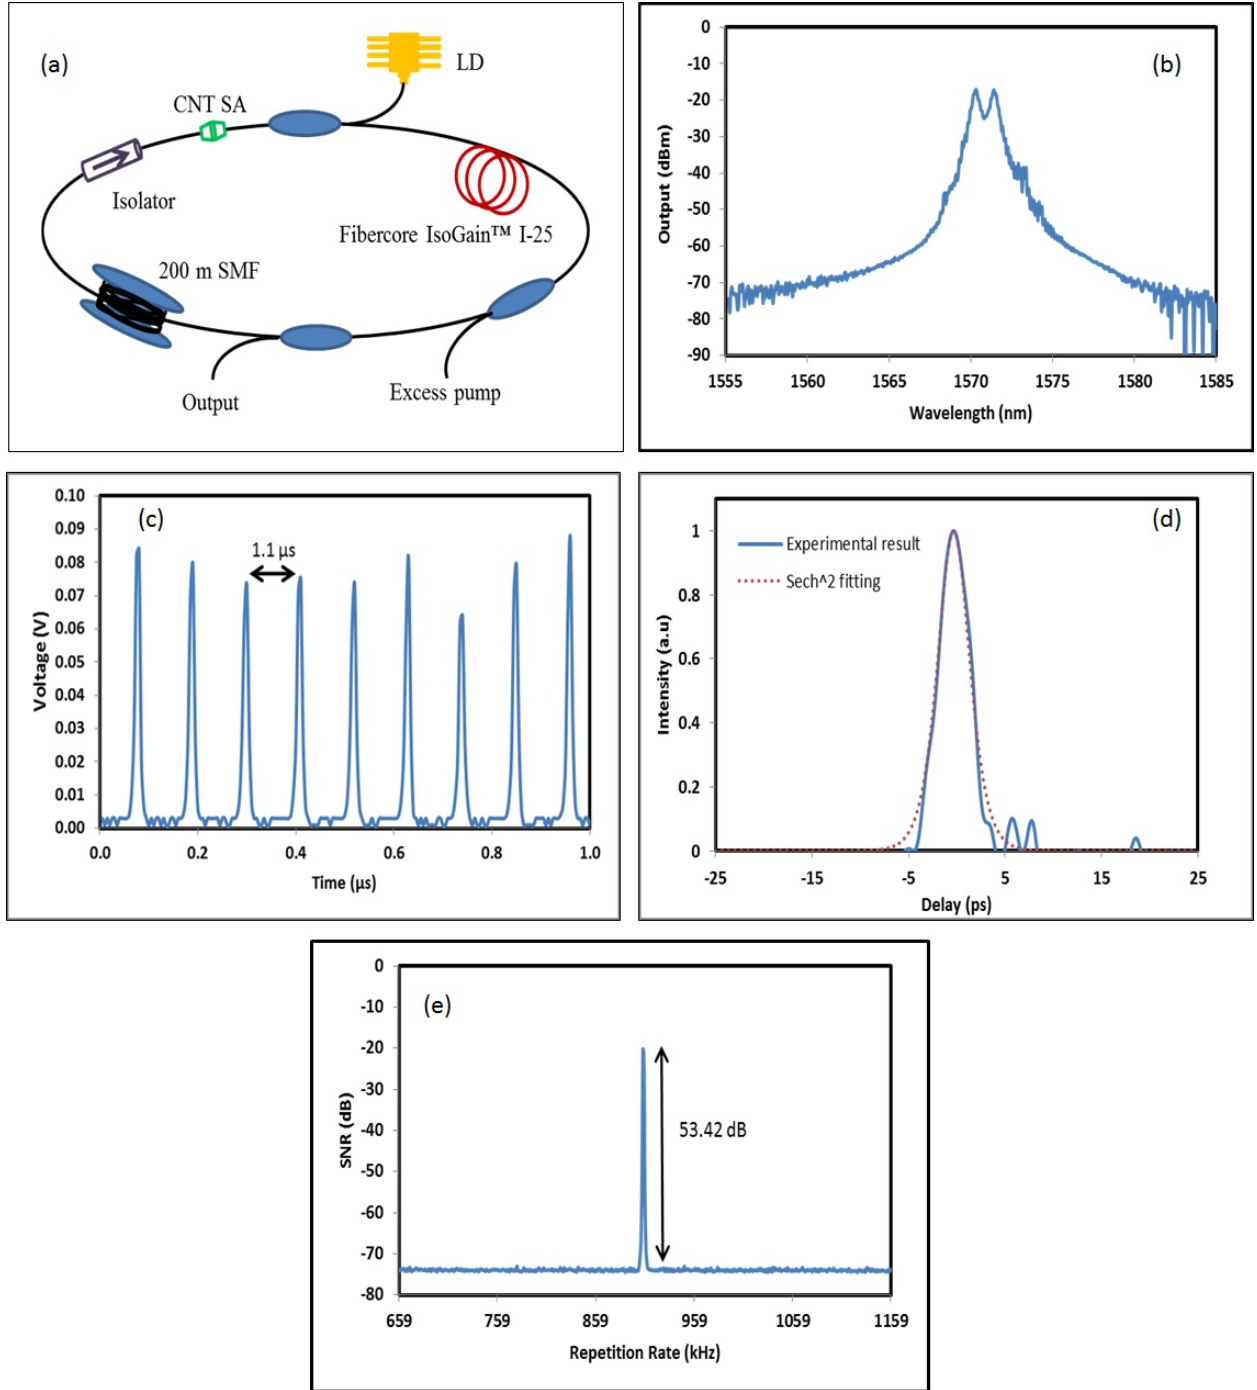 (a)
LD
CNT SA
Isolator
Fibercore IsoGain™ I-25
200 m SMF
Output
Excess pump
(b)
0
-10
-20
-30
-40
-50
-60
-70
-80
-90
Output (dBm)
1555 1560 1565 1570 1575 1580 1585
Wavelength (nm)
(c)
0.10
0.09
0.08
0.07
0.06
0.05
0.04
0.03
0.02
0.01
0.00
Voltage (V)
1.1 µs
0.0 0.2 0.4 0.6 0.8 1.0
Time (µs)
(d)
1
0.8
0.6
0.4
0.2
0
Intensity (a.u)
Experimental result
Sech^2 fitting
-25 -15 -5 5 15 25
Delay (ps)
(e)
0
-10
-20
-30
-40
-50
-60
-70
-80
SNR (dB)
53.42 dB
659 759 859 959 1059 1159
Repetition Rate (kHz)